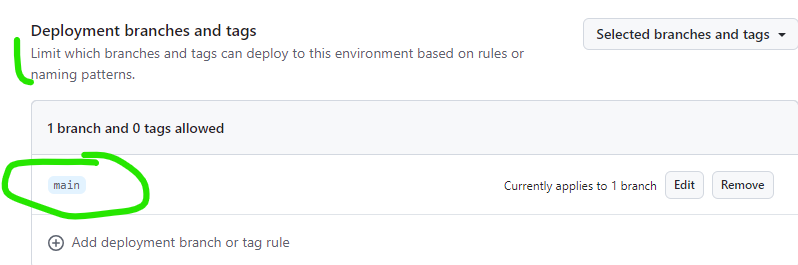 Deployment branches and tags
Selected branches and tags
Limit which branches and tags can deploy to this environment based on rules or
naming patterns.
1 branch and 0 tags allowed
main
Currently applies to 1 branch
Edit
Remove
Add deployment branch or tag rule